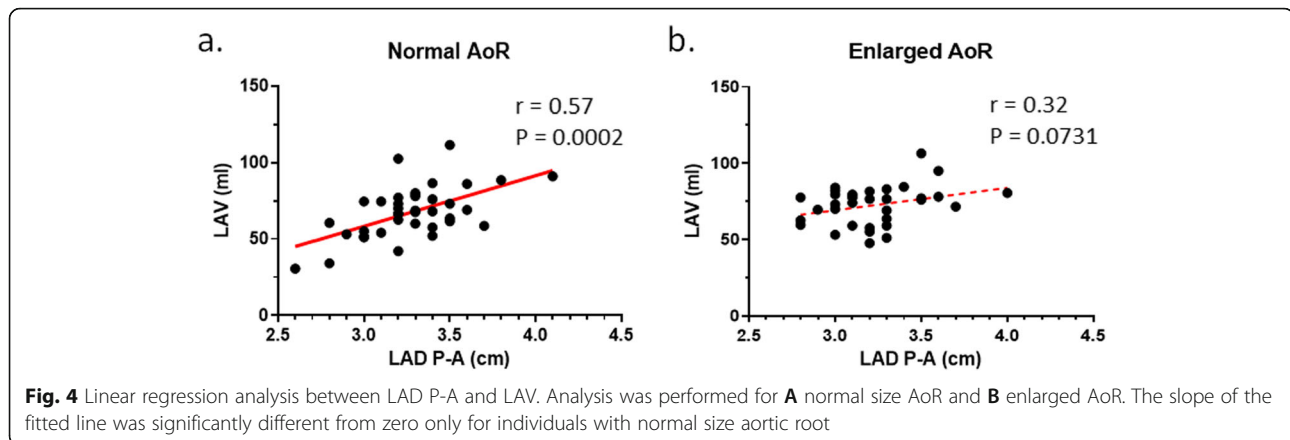 a.
Normal AoR
r = 0.57
P = 0.0002
LAV (ml)
150
100
50
0
2.5 3.0 3.5 4.0 4.5
LAD P-A (cm)
b.
Enlarged AoR
r = 0.32
P = 0.0731
LAV (ml)
150
100
50
0
2.5 3.0 3.5 4.0 4.5
LAD P-A (cm)
Fig. 4 Linear regression analysis between LAD P-A and LAV. Analysis was performed for A normal size AoR and B enlarged AoR. The slope of the
fitted line was significantly different from zero only for individuals with normal size aortic root